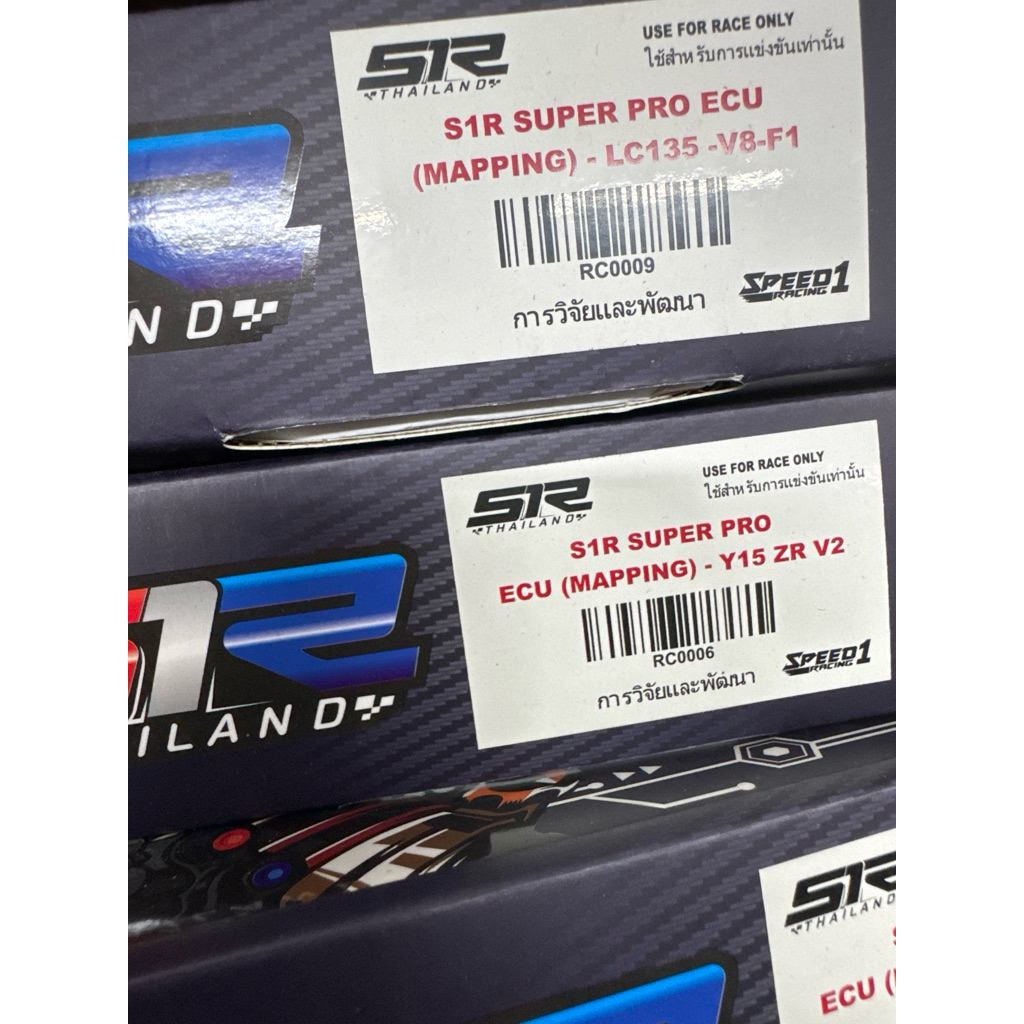 S1R
THAILAND
USE FOR RACE ONLY
ใช้สำหรับการแข่งขันเท่านั้น
S1R SUPER PRO ECU
(MAPPING) - LC135 -V8-F1
RC0009
การวิจัยและพัฒนา
SPEED1
RACING
ND
S1R
THAILAND
USE FOR RACE ONLY
ใช้สำหรับการแข่งขันเท่านั้น
S1R SUPER PRO
ECU (MAPPING) - Y15 ZR V2
RC0006
การวิจัยและพัฒนา
SPEED1
RACING
1R
ILAND
S1R
THAILAND
ECU (